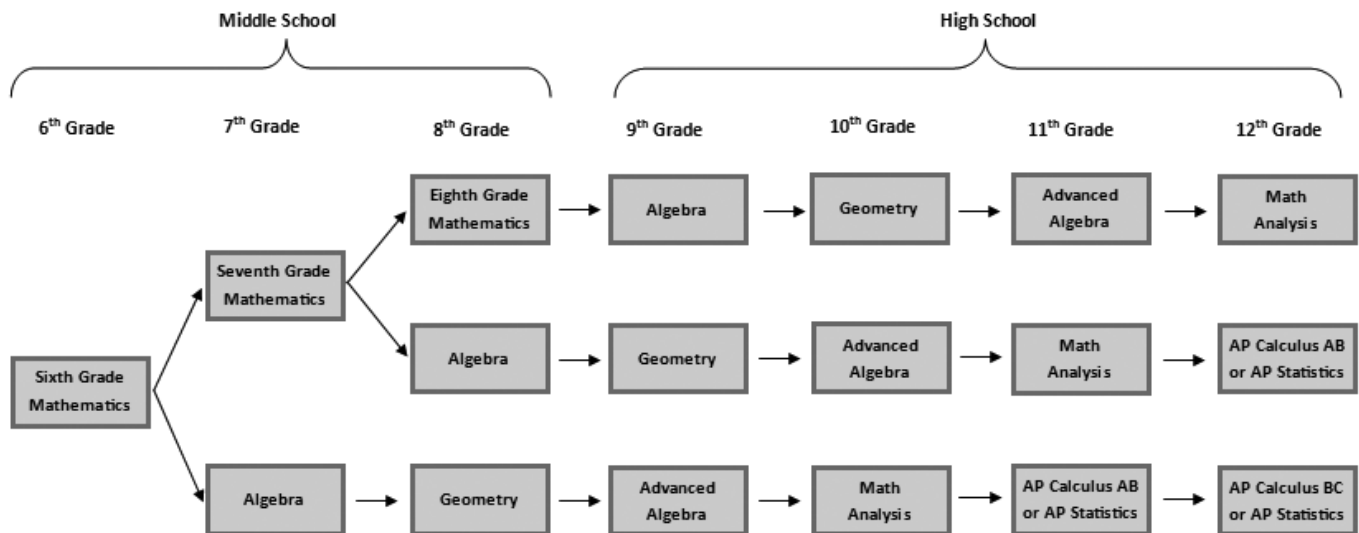 Middle School
High School
6th Grade
7th Grade
8th Grade
9th Grade
10th Grade
11th Grade
12th Grade
Eighth Grade
Mathematics
Algebra
Geometry
Advanced
Algebra
Math
Analysis
Seventh Grade
Mathematics
Algebra
Geometry
Advanced
Algebra
Math
Analysis
AP Calculus AB
or AP Statistics
Sixth Grade
Mathematics
Algebra
Geometry
Advanced
Algebra
Math
Analysis
AP Calculus AB
or AP Statistics
AP Calculus BC
or AP Statistics